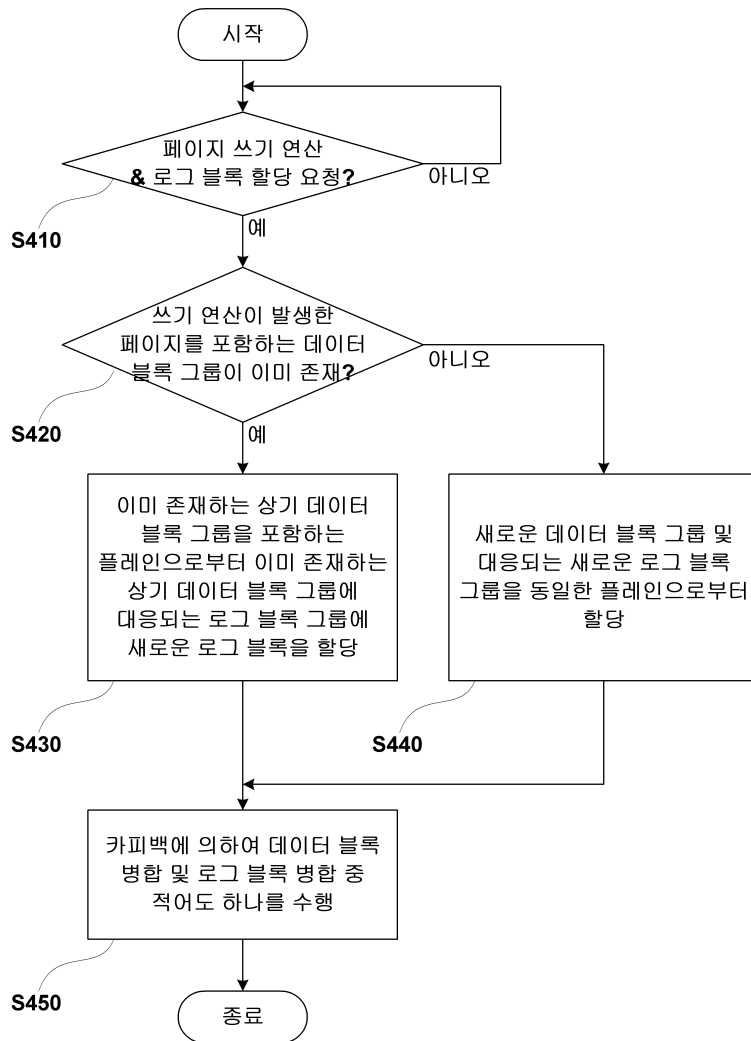 시작
페이지 쓰기 연산
& 로그 블록 할당 요청?
아니오
S410
예
쓰기 연산이 발생한
페이지를 포함하는 데이터
블록 그룹이 이미 존재?
아니오
S420
예
이미 존재하는 상기 데이터
블록 그룹을 포함하는
플레인으로부터 이미 존재하는
상기 데이터 블록 그룹에
대응되는 로그 블록 그룹에
새로운 로그 블록을 할당
S430
새로운 데이터 블록 그룹 및
대응되는 새로운 로그 블록
그룹을 동일한 플레인으로부터
할당
S440
카피백에 의하여 데이터 블록
병합 및 로그 블록 병합 중
적어도 하나를 수행
S450
종료